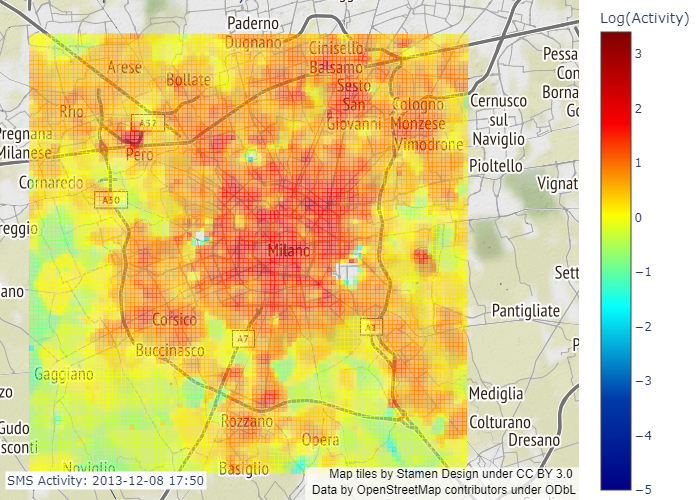 Paderno
Dugnano
Cinisello
Balsamo
Arese
Bollate
Sesto
San
Giovanni
Cologno
Monzese
Vimodrone
Rho
A52
Pero
Pregnana
Milanese
Cornaredo
A50
reggio
ano
Milano
Cernusco
sul
Naviglio
Pioltello
Pessa
Con
Borna
Go
Vignat
Sett
Pantigliate
P
Corsico
A7
A1
Buccinasco
Gaggiano
zo
Gudo
sconti
Rozzano
Opera
Noviglio
Basiglio
Mediglia
Colturano
Dresano
SMS Activity: 2013-12-08 17:50
Map tiles by Stamen Design under CC BY 3.0
Data by OpenStreetMap contributors under ODbL
Log(Activity)
3
2
1
0
−1
−2
−3
−4
−5